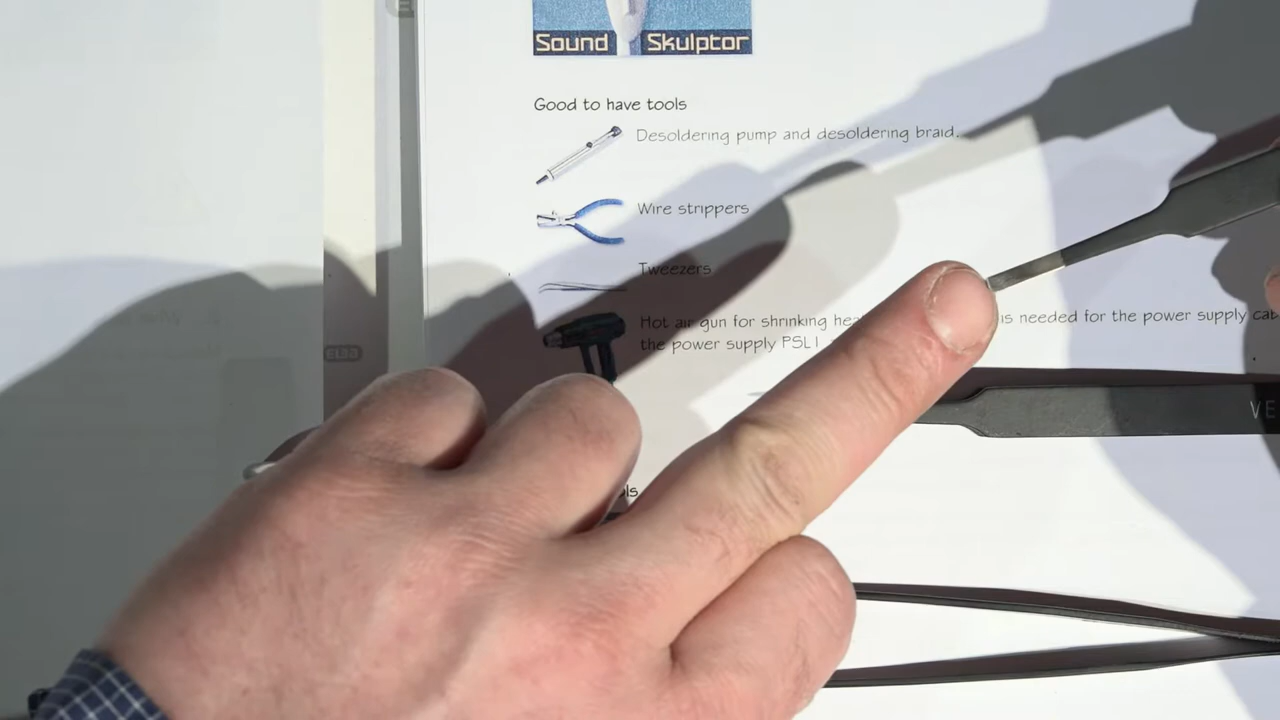 Sound Skulptor
Good to have tools
Desoldering pump and desoldering braid.
Wire strippers
Tweezers
Hot air gun for shrinking is needed for the power supply
the power supply PSL1
ELBA